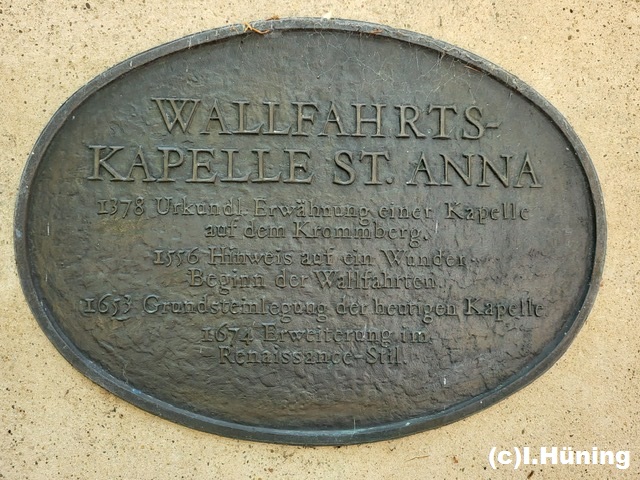 WALLFAHRTS-
KAPELLE ST. ANNA
1378 Urkundl. Erwähnung einer Kapelle
auf dem Krommberg.
1556 Hinweis auf ein Wunder
Beginn der Wallfahrten
1653 Grundsteinlegung der heutigen Kapelle
1674 Erweiterung im
Renaissance-Stil.
(c)I.Hüning